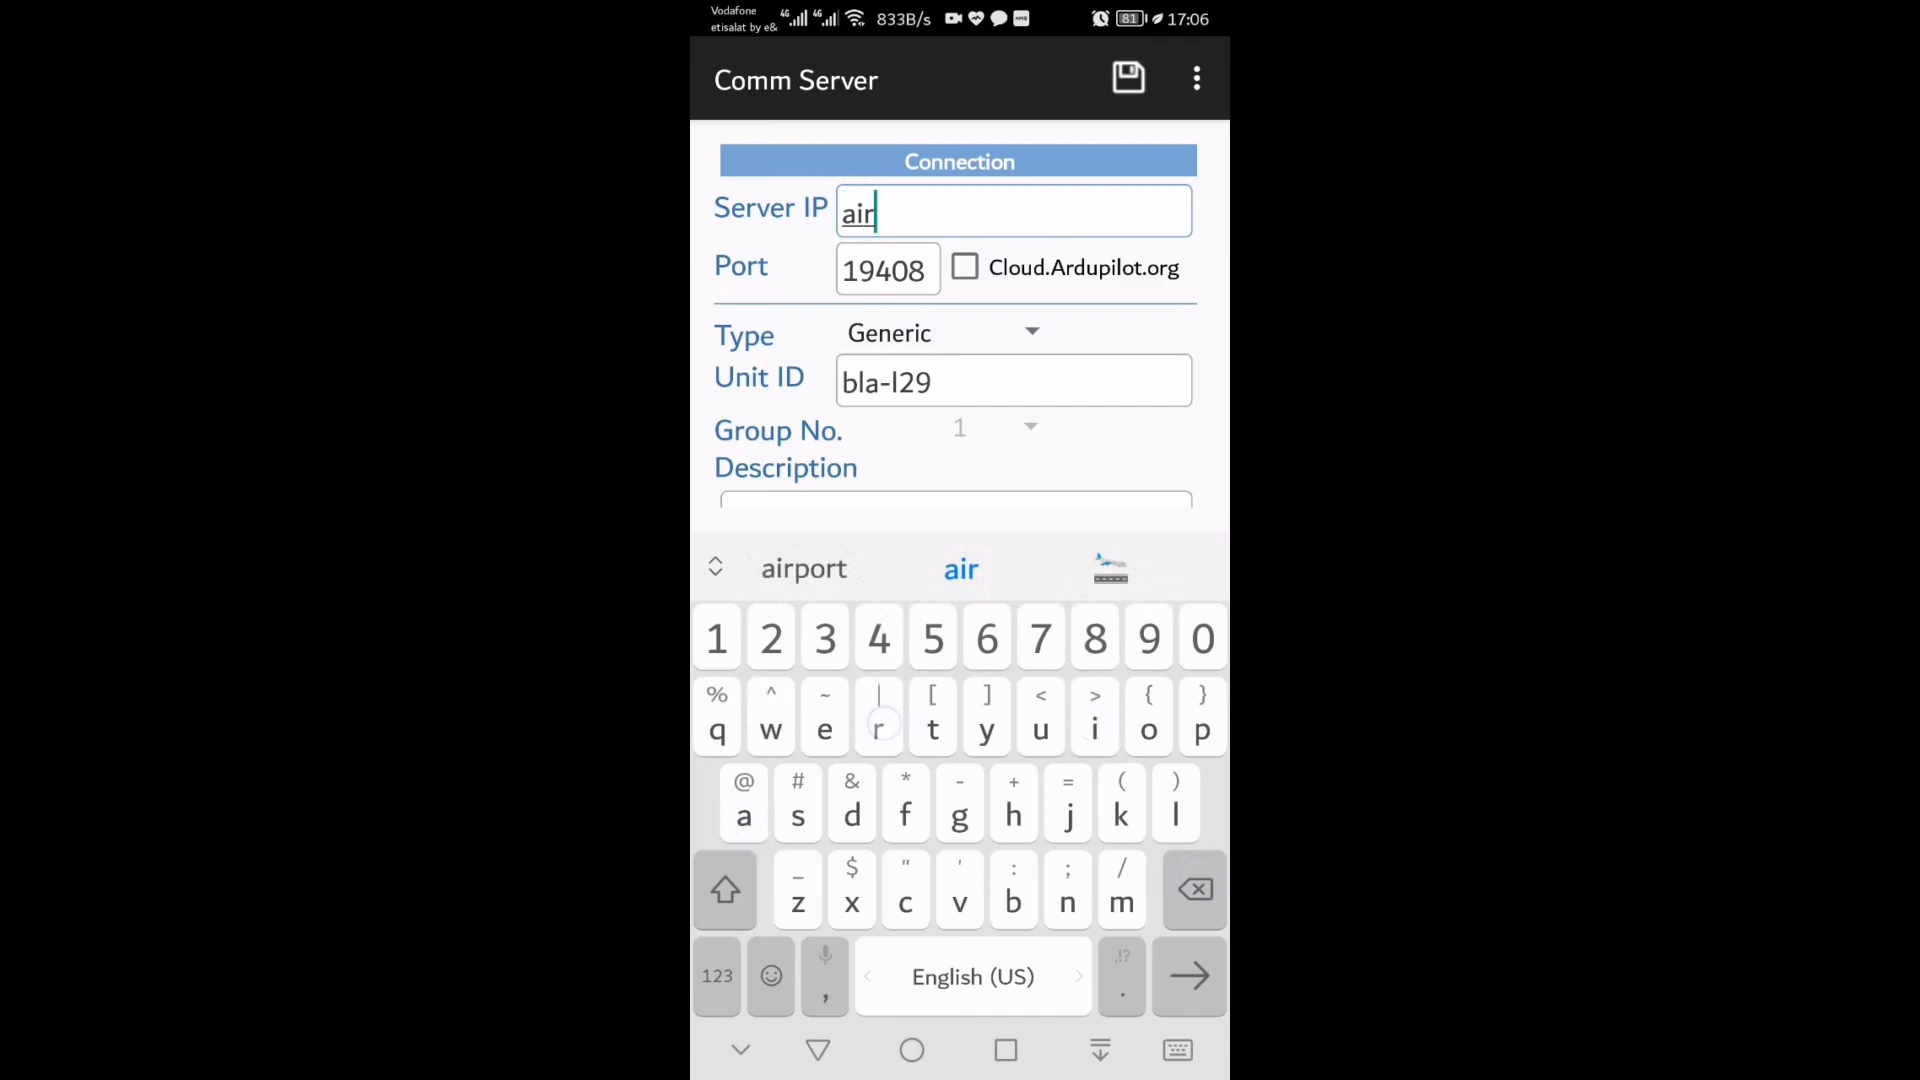 Vodafone
etisalat by e&
4G 4G 833B/s 81 17:06
Comm Server
Connection
Server IP air
Port 19408 Cloud.Ardupilot.org
Type Generic
Unit ID bla-l29
Group No. 1
Description
airport air
1 2 3 4 5 6 7 8 9 0
% ^ ~ | [ ] < > { }
q w e r t y u i o p
@ # & * - + = ( )
a s d f g h j k l
_ $ " ' : ; /
z x c v b n m
,!?
123 , English (US) .